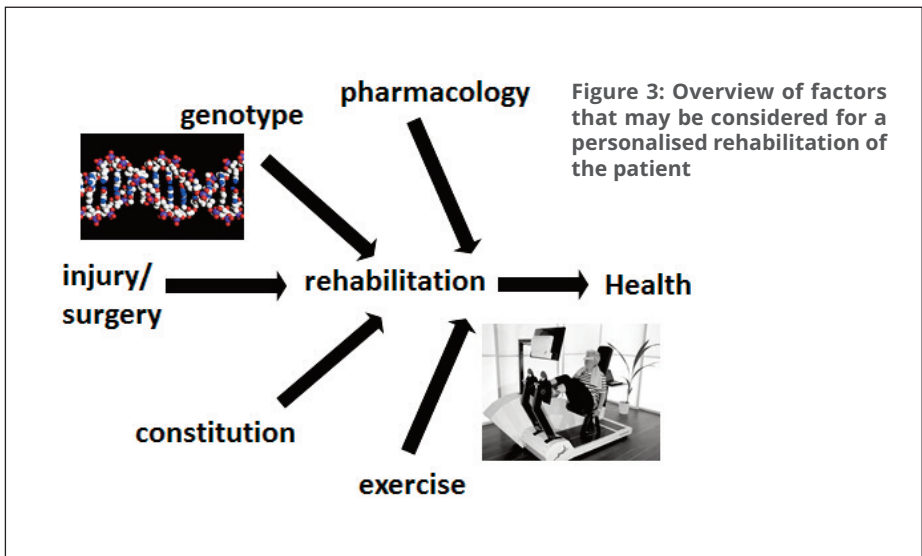 pharmacology
genotype
Figure 3: Overview of factors
that may be considered for a
personalised rehabilitation of
the patient
injury/
surgery
rehabilitation
Health
constitution
exercise